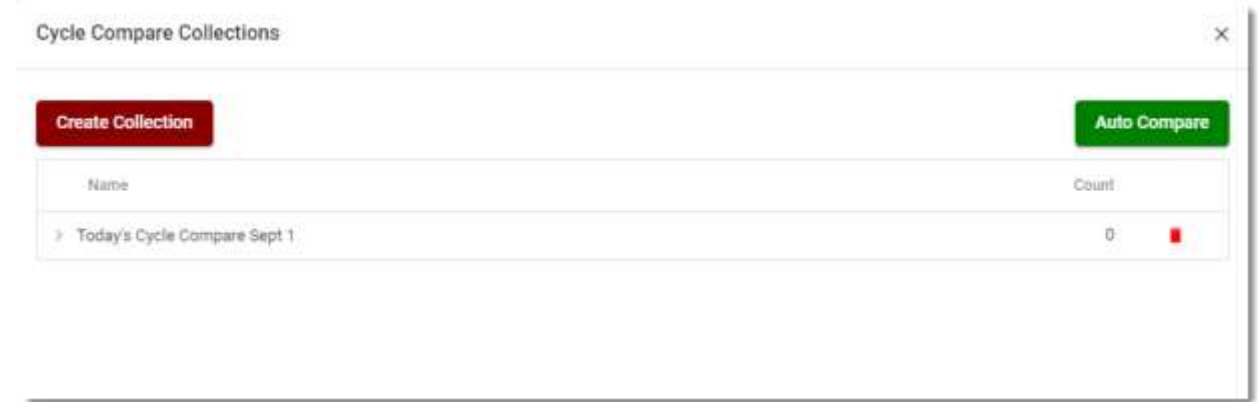 Cycle Compare Collections
Create Collection
Auto Compare
Name
Count
Today's Cycle Compare Sept 1
0